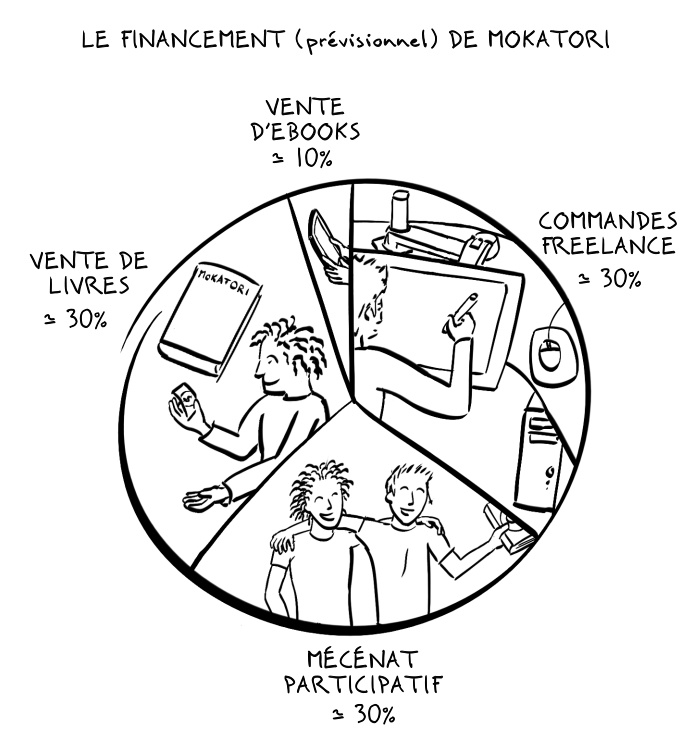 LE FINANCEMENT (prévisionnel) DE MOKATORI
VENTE
D'EBOOKS
≃ 10%
COMMANDES
FREELANCE
≃ 30%
VENTE DE
LIVRES
≃ 30%
MOKATORI
MÉCÉNAT
PARTICIPATIF
≃ 30%